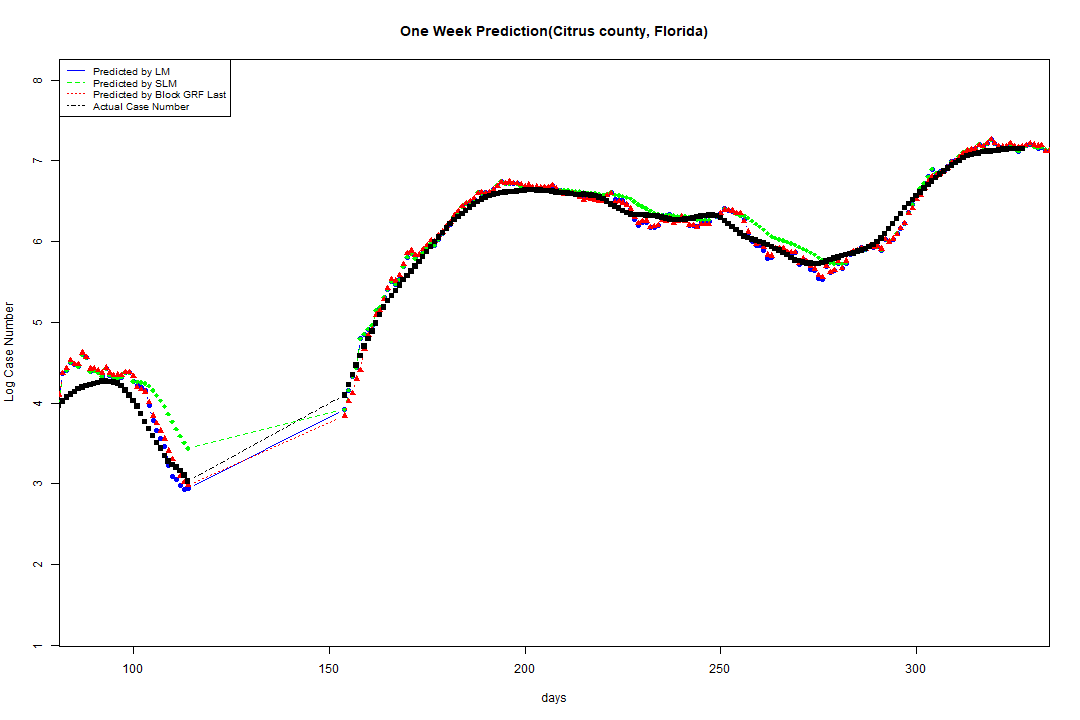 One Week Prediction(Citrus county, Florida)
Predicted by LM
Predicted by SLM
Predicted by Block GRF Last
Actual Case Number
8
7
6
5
4
3
2
1
Log Case Number
100 150 200 250 300
days